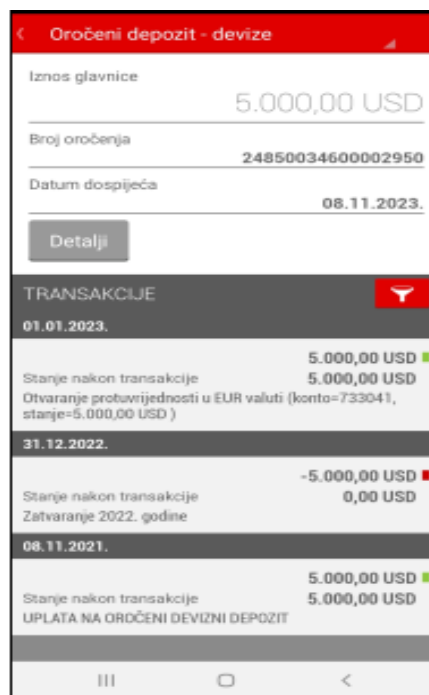 Oročeni depozit - devize
Iznos glavnice
5.000,00 USD
Broj oročenja
24850034600002950
Datum dospijeća
08.11.2023.
Detalji
TRANSAKCIJE
01.01.2023.
5.000,00 USD
Stanje nakon transakcije 5.000,00 USD
Otvaranje protuvrijednosti u EUR valuti (konto=733041,
stanje=5.000,00 USD )
31.12.2022.
-5.000,00 USD
Stanje nakon transakcije 0,00 USD
Zatvaranje 2022. godine
08.11.2021.
5.000,00 USD
Stanje nakon transakcije 5.000,00 USD
UPLATA NA OROČENI DEVIZNI DEPOZIT